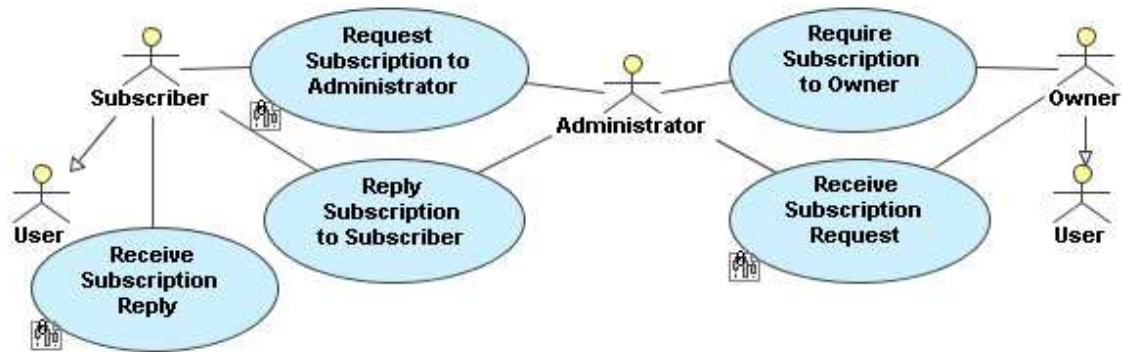 Request
Subscription to
Administrator
Require
Subscription
to Owner
Subscriber
Administrator
Owner
Reply
Subscription
to Subscriber
Receive
Subscription
Request
User
User
Receive
Subscription
Reply